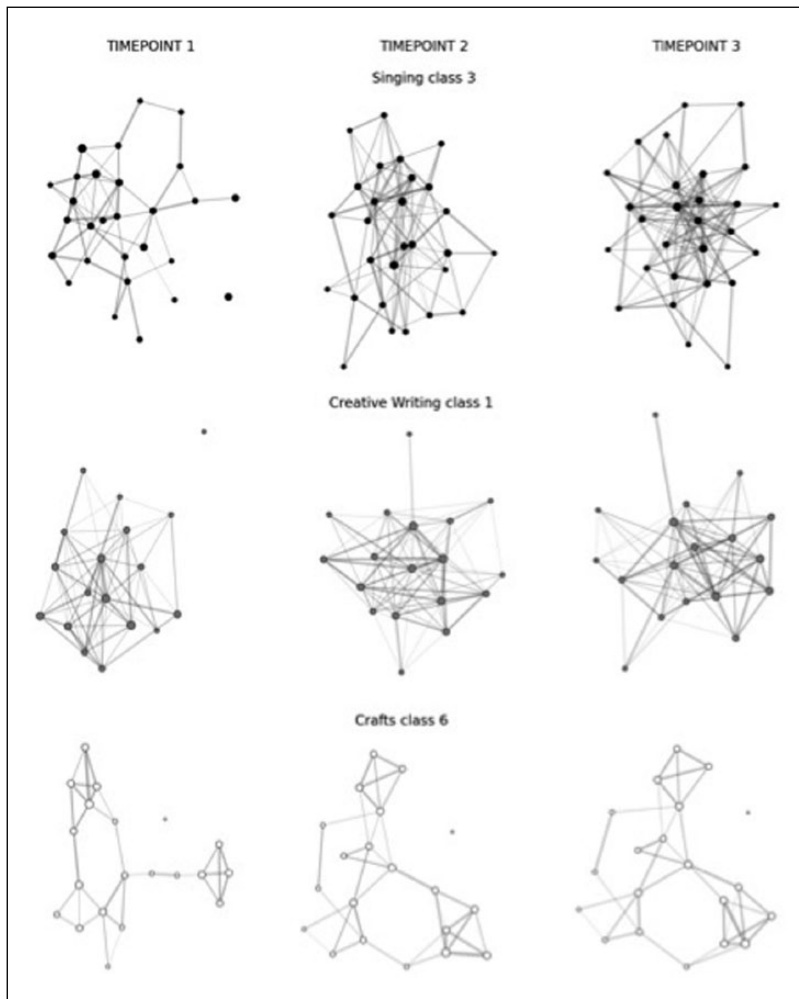 TIMEPOINT 1 TIMEPOINT 2 TIMEPOINT 3
Singing class 3
Creative Writing class 1
Crafts class 6